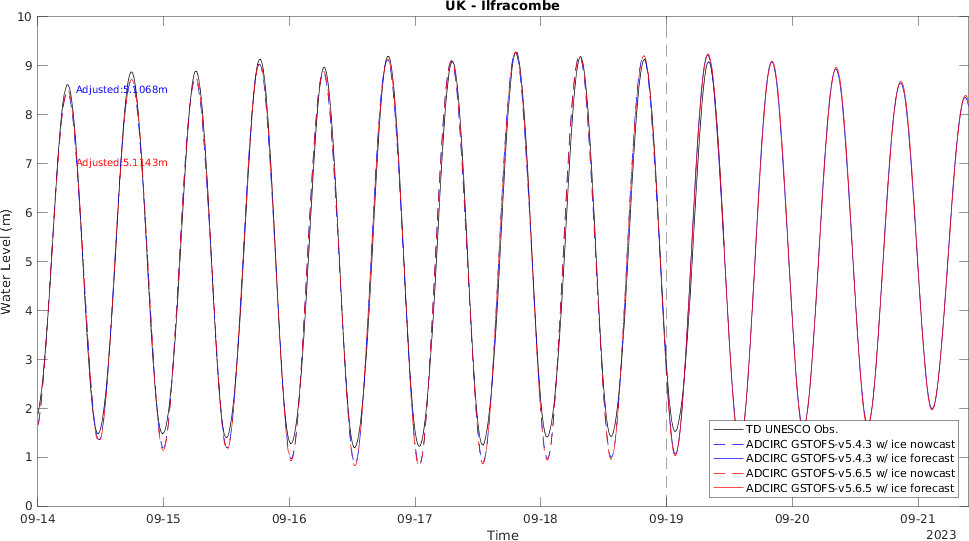 UK - Ilfracombe
10
9
8
7
6
5
4
3
2
1
0
Water Level (m)
Adjusted:5.1068m
Adjusted:5.1143m
TD UNESCO Obs.
ADCIRC GSTOFS-v5.4.3 w/ ice nowcast
ADCIRC GSTOFS-v5.4.3 w/ ice forecast
ADCIRC GSTOFS-v5.6.5 w/ ice nowcast
ADCIRC GSTOFS-v5.6.5 w/ ice forecast
09-14 09-15 09-16 09-17 09-18 09-19 09-20 09-21
Time
2023